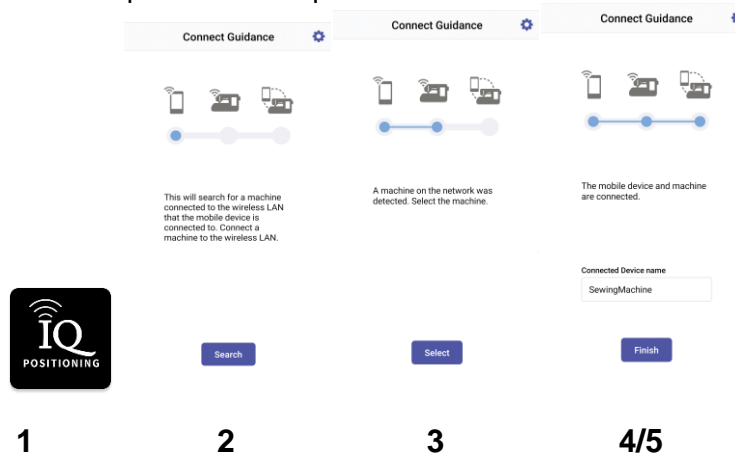 Connect Guidance
This will search for a machine
connected to the wireless LAN
that the mobile device is
connected to. Connect a
machine to the wireless LAN.
Search
Connect Guidance
A machine on the network was
detected. Select the machine.
Select
Connect Guidance
The mobile device and machine
are connected.
Connected Device name
SewingMachine
Finish
IQ
POSITIONING
1
2
3
4/5